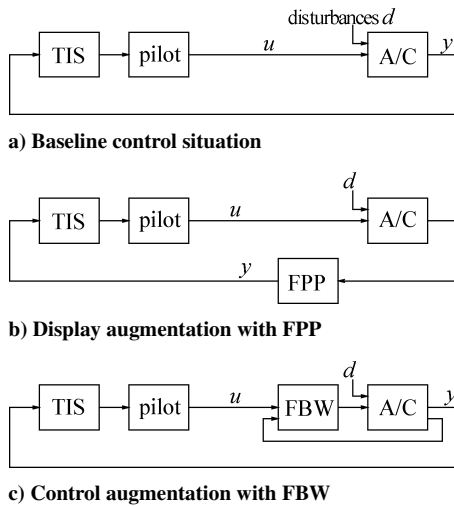 disturbances d
TIS pilot u A/C y
a) Baseline control situation
d
TIS pilot u A/C
y FPP
b) Display augmentation with FPP
d
TIS pilot u FBW A/C y
c) Control augmentation with FBW